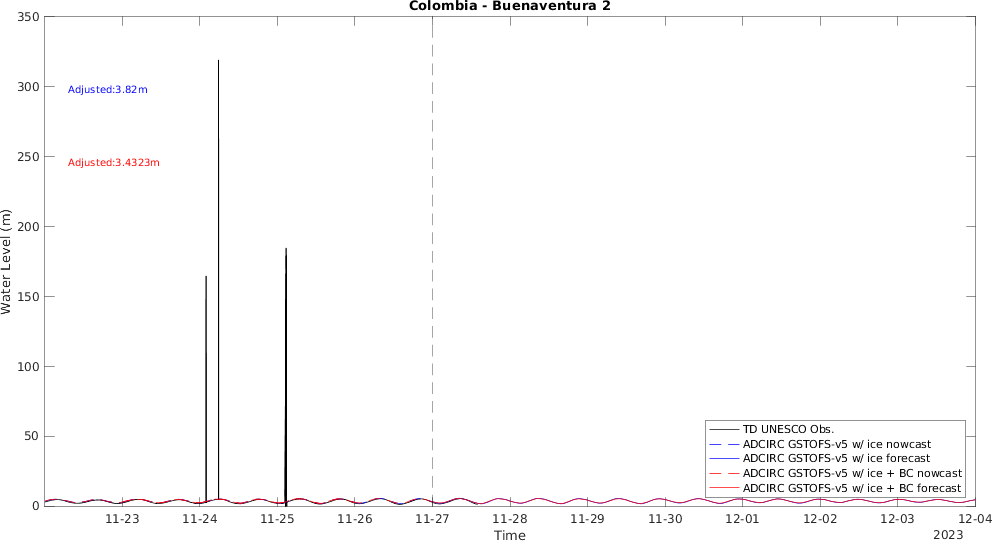 Colombia - Buenaventura 2
350
300
250
200
150
100
50
0
Water Level (m)
Adjusted:3.82m
Adjusted:3.4323m
TD UNESCO Obs.
ADCIRC GSTOFS-v5 w/ ice nowcast
ADCIRC GSTOFS-v5 w/ ice forecast
ADCIRC GSTOFS-v5 w/ ice + BC nowcast
ADCIRC GSTOFS-v5 w/ ice + BC forecast
11-23 11-24 11-25 11-26 11-27 11-28 11-29 11-30 12-01 12-02 12-03 12-04
Time
2023